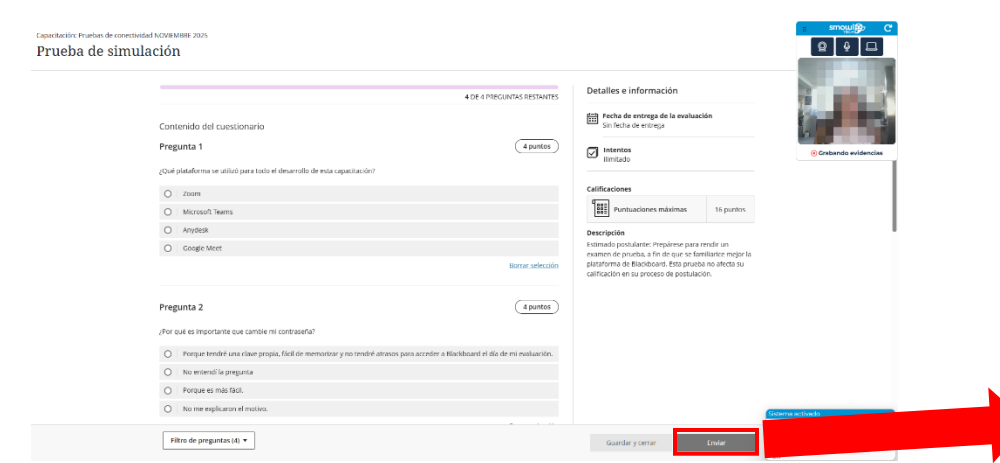 Capacitación: Pruebas de conectividad NOVIEMBRE 2025
Prueba de simulación
4 DE 4 PREGUNTAS RESTANTES
Contenido del cuestionario
Pregunta 1
4 puntos
¿Qué plataforma se utilizó para todo el desarrollo de esta capacitación?
Zoom
Microsoft Teams
Anydesk
Google Meet
Borrar selección
Pregunta 2
4 puntos
¿Por qué es importante que cambie mi contraseña?
Porque tendré una clave propia, fácil de memorizar y no tendré atrasos para acceder a Blackboard el día de mi evaluación.
No entendí la pregunta
Porque es más fácil.
No me explicaron el motivo.
Detalles e información
Fecha de entrega de la evaluación
Sin fecha de entrega
Intentos
Ilimitado
Calificaciones
Puntuaciones máximas
16 puntos
Descripción
Estimado postulante: Prepárese para rendir un
examen de prueba, a fin de que se familiarice mejor la
plataforma de Blackboard. Esta prueba no afecta su
calificación en su proceso de postulación.
smowl
Grabando evidencias
Sistema activado
Filtro de preguntas (4)
Guardar y cerrar
Enviar